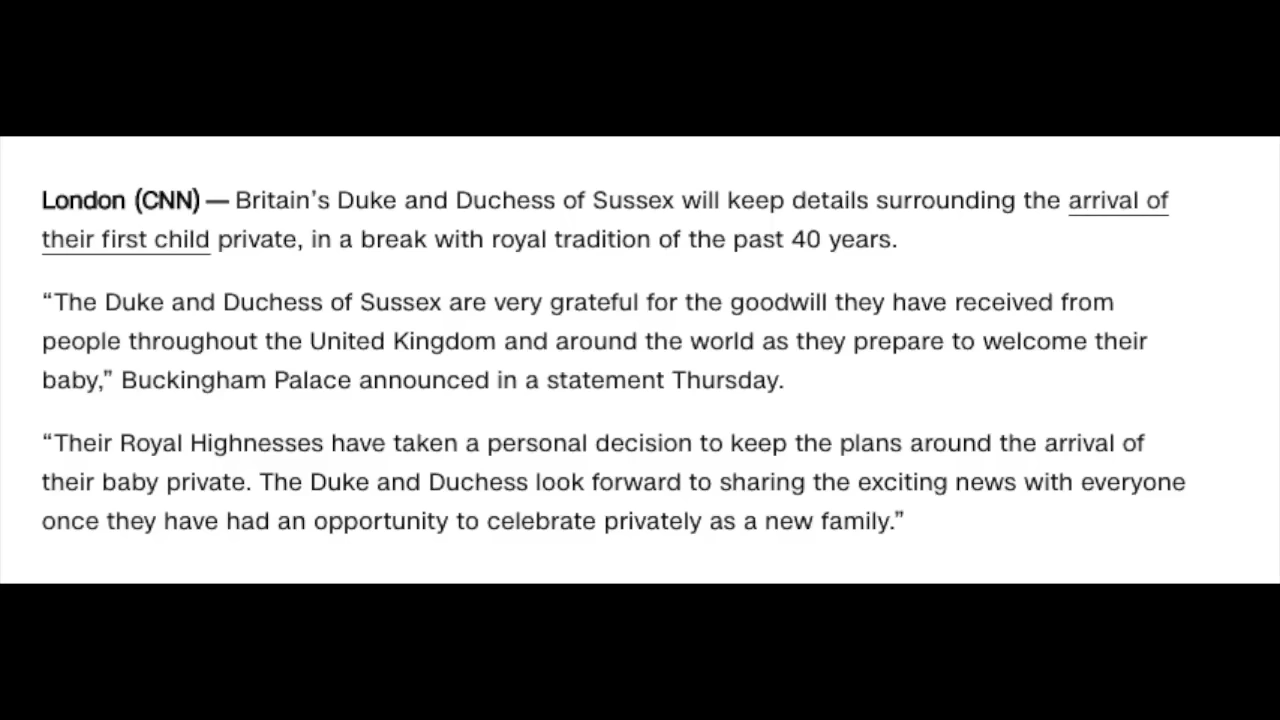 London (CNN) — Britain’s Duke and Duchess of Sussex will keep details surrounding the arrival of
their first child private, in a break with royal tradition of the past 40 years.
“The Duke and Duchess of Sussex are very grateful for the goodwill they have received from
people throughout the United Kingdom and around the world as they prepare to welcome their
baby,” Buckingham Palace announced in a statement Thursday.
“Their Royal Highnesses have taken a personal decision to keep the plans around the arrival of
their baby private. The Duke and Duchess look forward to sharing the exciting news with everyone
once they have had an opportunity to celebrate privately as a new family.”